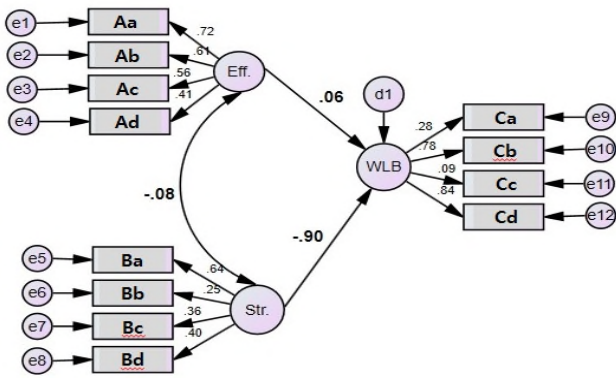 e1 Aa .72
e2 Ab .61
e3 Ac .56
e4 Ad .41
Eff.
.06
d1
WLB
.28 Ca e9
.78 Cb e10
.09 Cc e11
.84 Cd e12
-.08
-.90
e5 Ba .64
e6 Bb .25
e7 Bc .36
e8 Bd .40
Str.